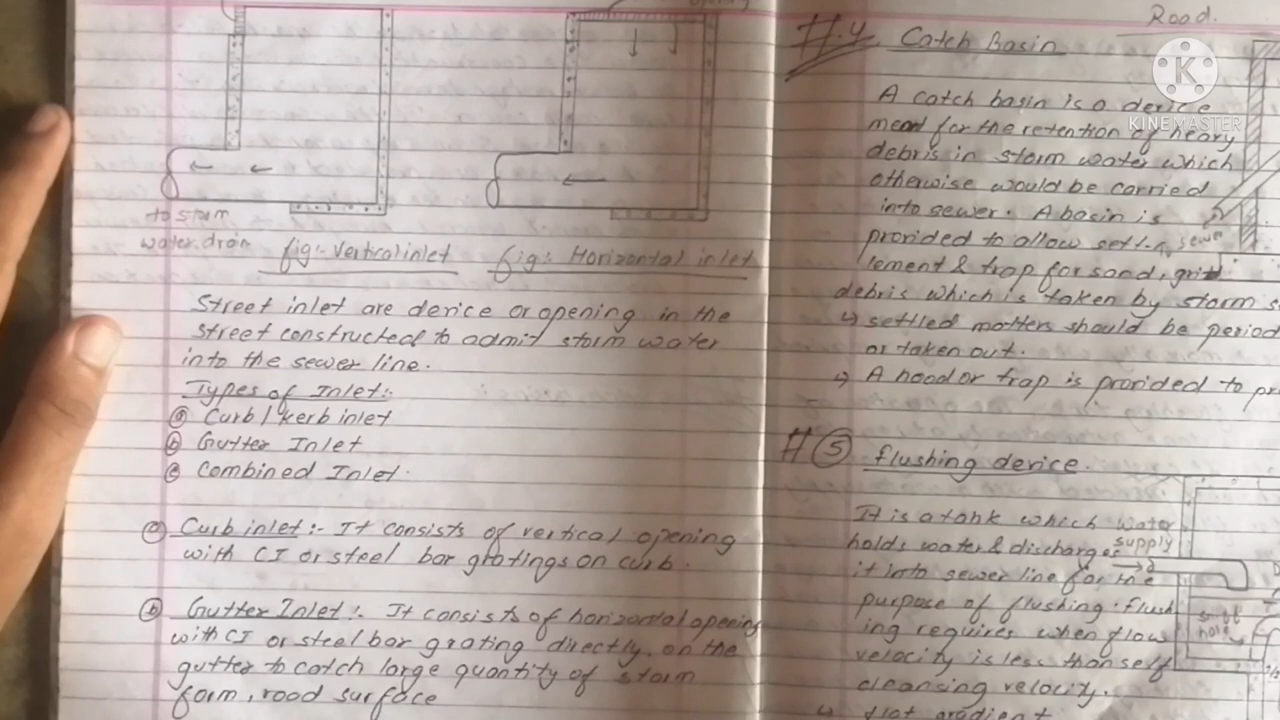 to storm
water drain
fig:- Vertical inlet
fig:- Horizontal inlet
Street inlet are device or opening in the
street constructed to admit storm water
into the sewer line.
Types of Inlet:-
ⓐ Curb/kerb inlet
ⓑ Gutter Inlet
ⓒ Combined Inlet.
ⓐ Curb inlet:- It consists of vertical opening
with CI or steel bar gratings on curb.
ⓑ Gutter Inlet:- It consists of horizontal opening
with CI or steel bar grating directly on the
gutter to catch large quantity of storm
form, road surface
Road.
#.4. Catch Basin
KINEMASTER
A catch basin is a device
meant for the retention of heavy
debris in storm water which
otherwise would be carried
into sewer. A basin is
provided to allow sett-
lement & trap for sand, grit
debris which is taken by storm s
to sewer
↳ settled matters should be period
or taken out.
↳ A hood or trap is provided to pr
# ⑤ flushing device.
It is a tank which
holds water & discharge
it into sewer line for the
purpose of flushing. Flush
ing requires when flow
velocity is less than self
cleansing velocity.
↳ flat gradient
water
supply
sniff
hole